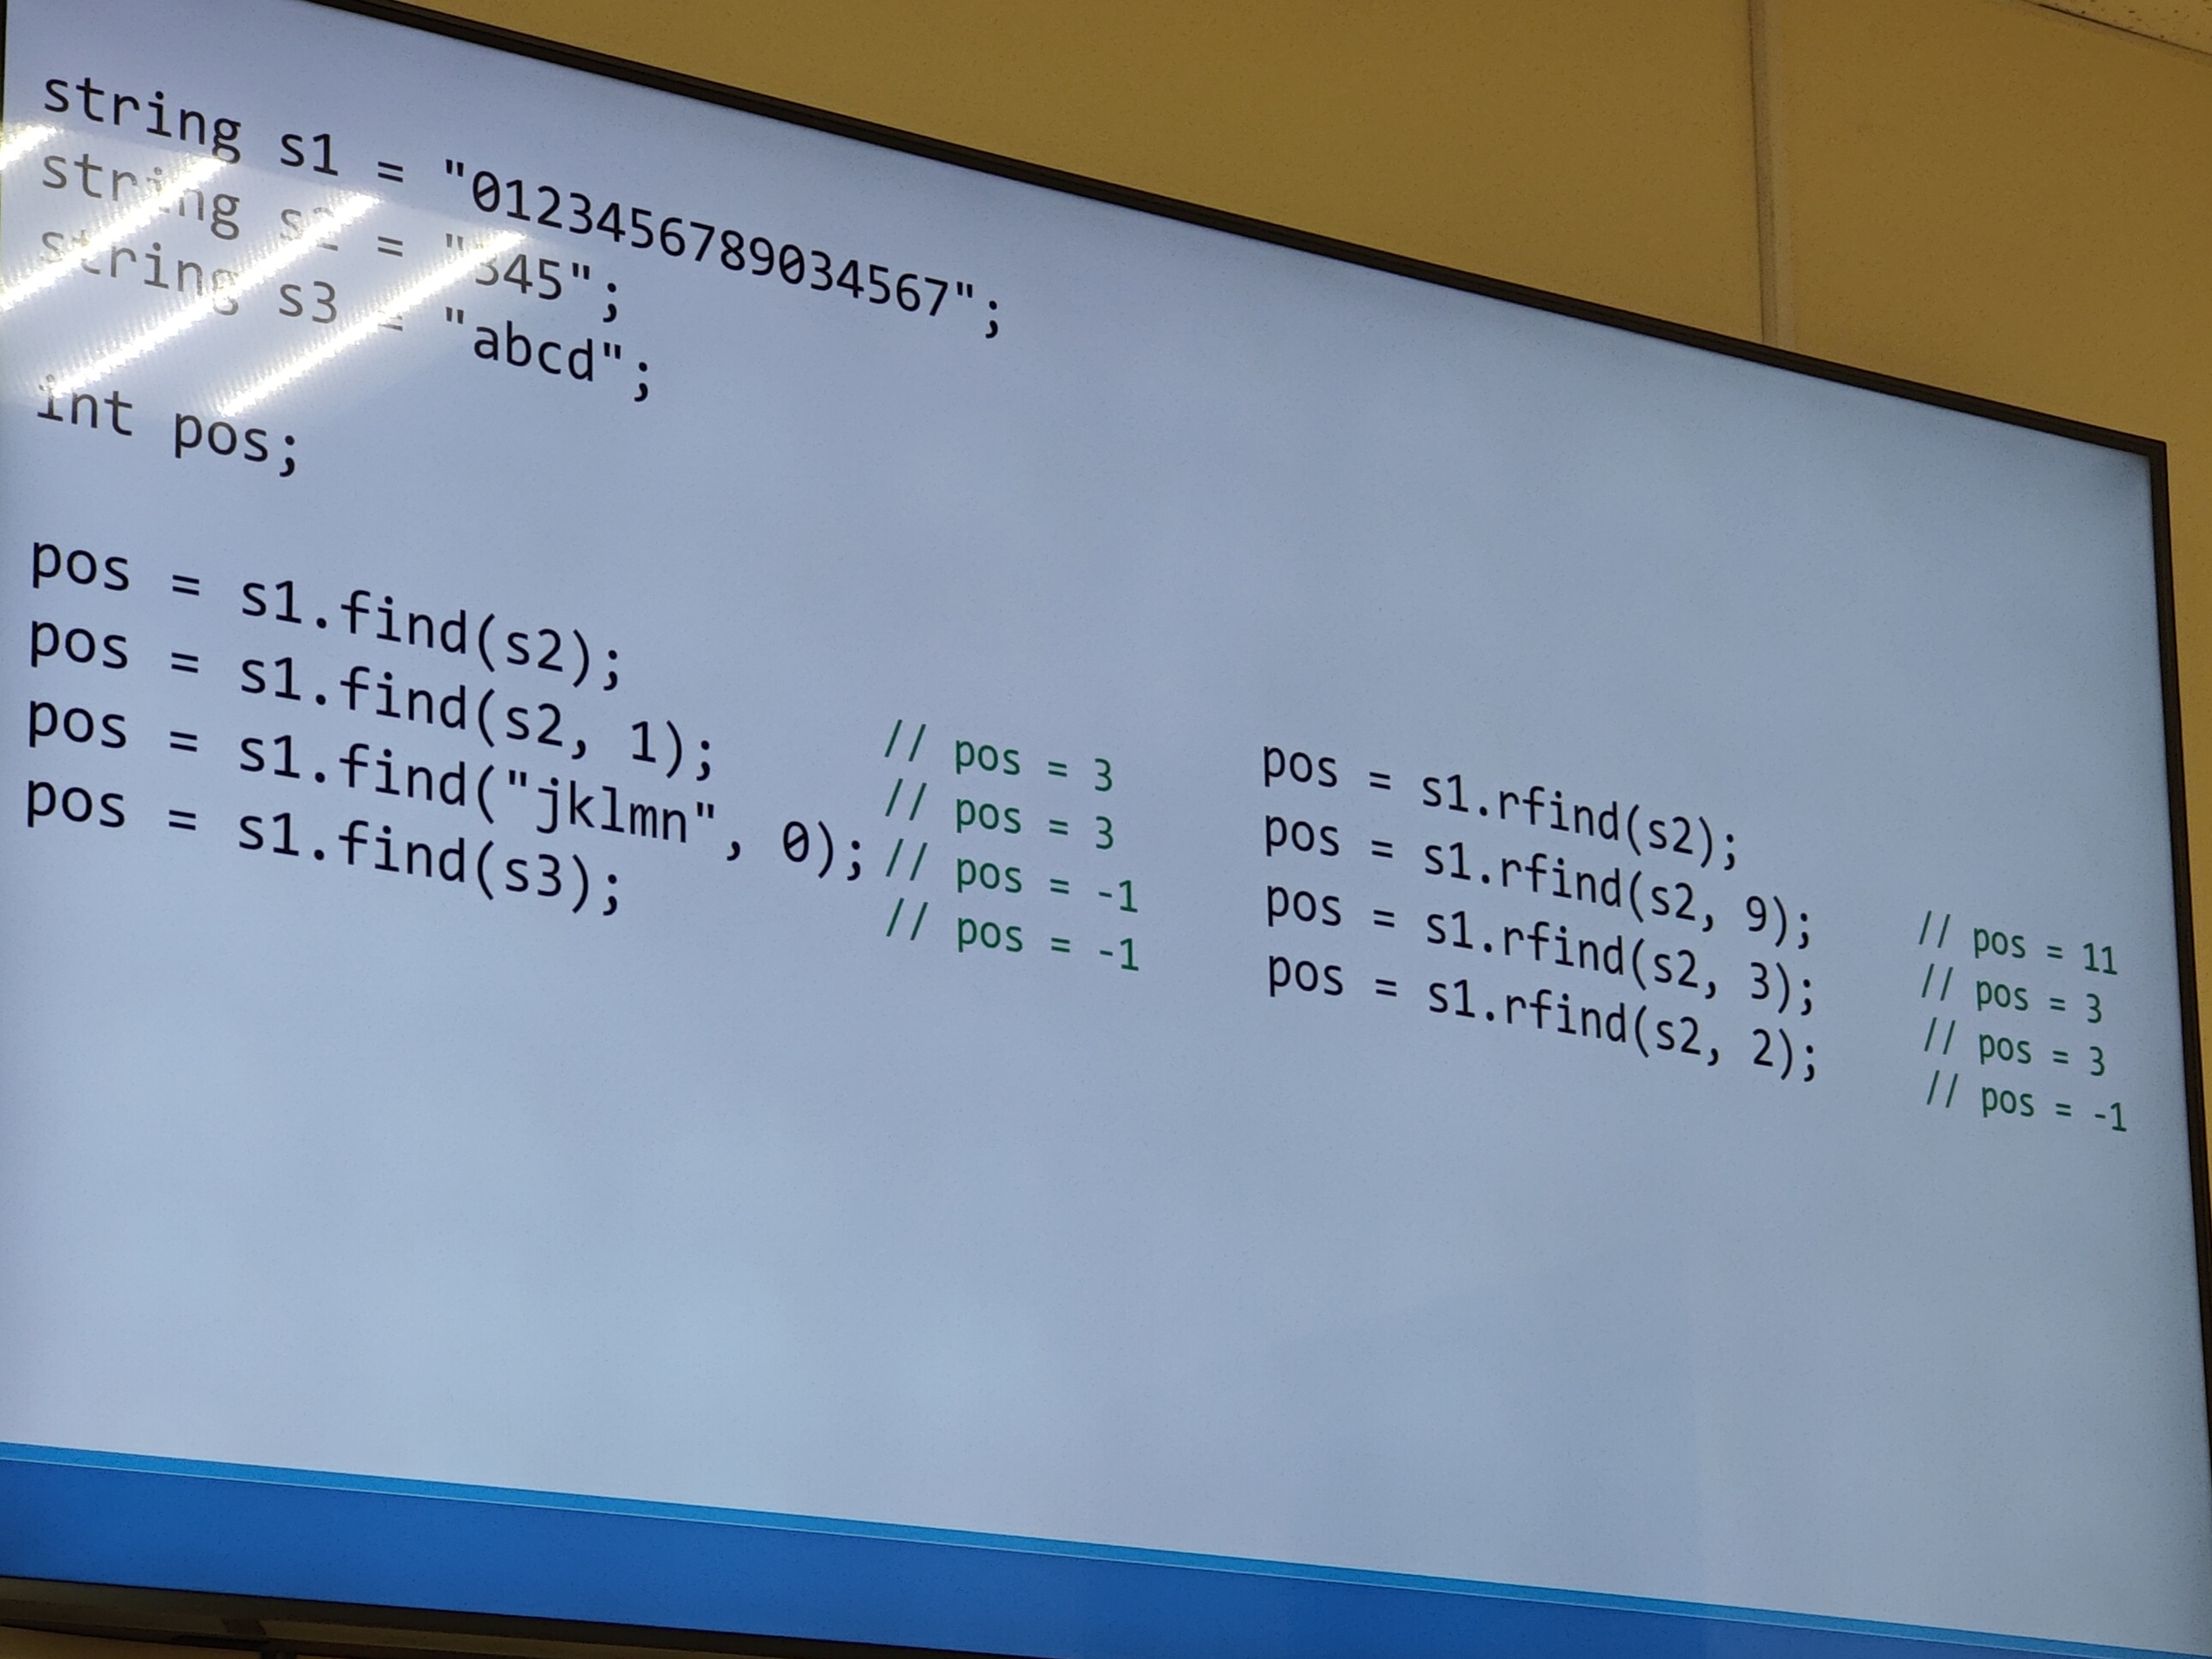 string s1 = "0123456789034567";
string s2 = "345";
string s3 = "abcd";
int pos;
pos = s1.find(s2); // pos = 3
pos = s1.find(s2, 1); // pos = 3
pos = s1.find("jklmn", 0); // pos = -1
pos = s1.find(s3); // pos = -1
pos = s1.rfind(s2); // pos = 11
pos = s1.rfind(s2, 9); // pos = 3
pos = s1.rfind(s2, 3); // pos = 3
pos = s1.rfind(s2, 2); // pos = -1